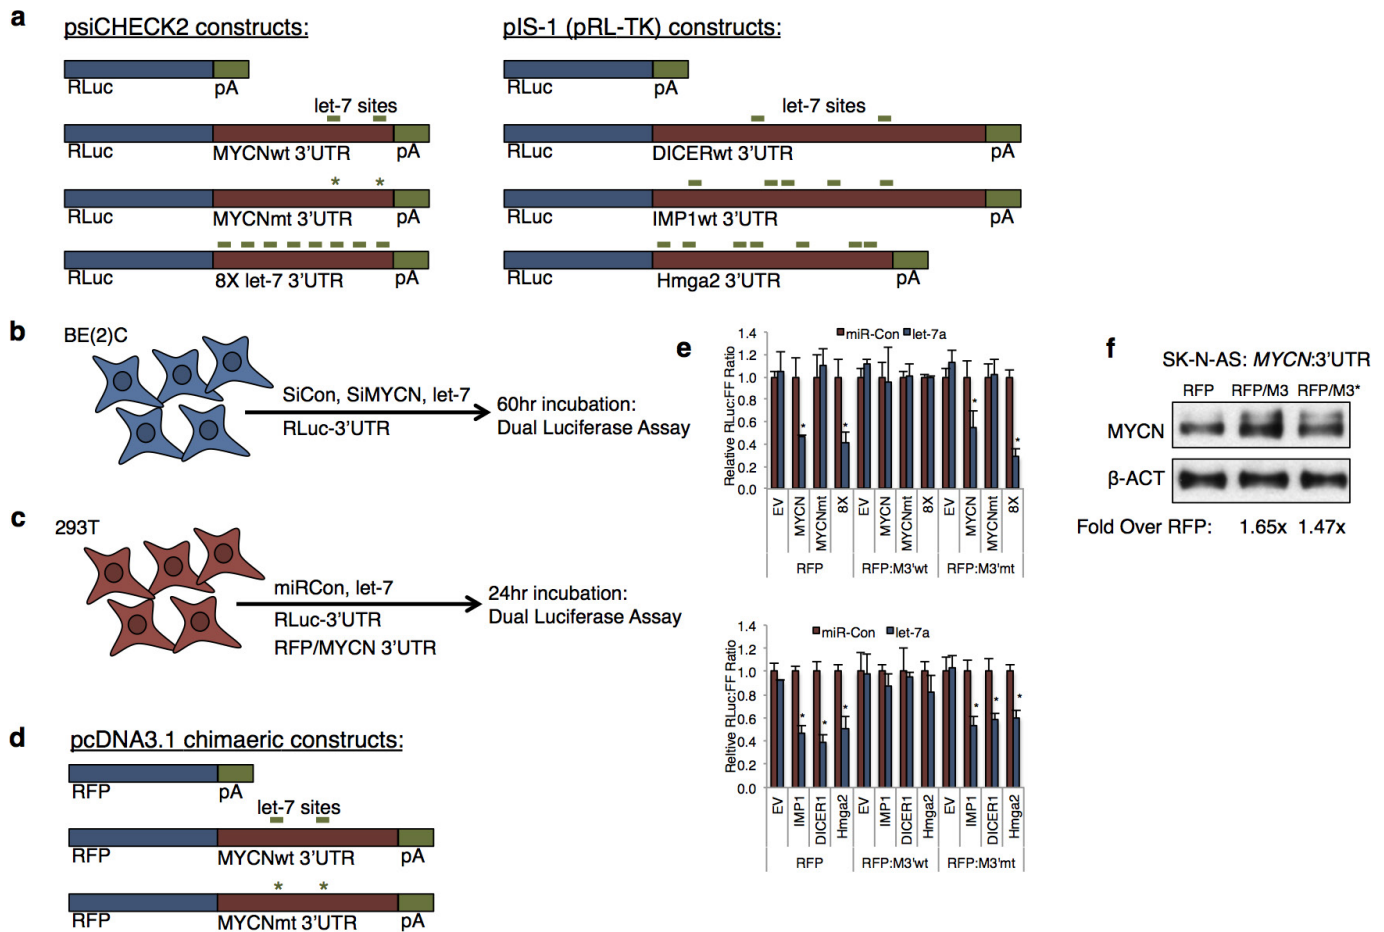 a
psiCHECK2 constructs:
RLuc
pA
let-7 sites
RLuc
MYCNwt 3'UTR
pA
* *
RLuc
MYCNmt 3'UTR
pA
RLuc
8X let-7 3'UTR
pA
pIS-1 (pRL-TK) constructs:
RLuc
pA
let-7 sites
RLuc
DICERwt 3'UTR
pA
RLuc
IMP1wt 3'UTR
pA
RLuc
Hmga2 3'UTR
pA
b
BE(2)C
SiCon, SiMYCN, let-7
RLuc-3'UTR
60hr incubation:
Dual Luciferase Assay
c
293T
miRCon, let-7
RLuc-3'UTR
RFP/MYCN 3'UTR
24hr incubation:
Dual Luciferase Assay
d
pcDNA3.1 chimaeric constructs:
RFP
pA
let-7 sites
RFP
MYCNwt 3'UTR
pA
* *
RFP
MYCNmt 3'UTR
pA
e
miR-Con let-7a
Relative RLuc:FF Ratio
1.4
1.2
1.0
0.8
0.6
0.4
0.2
0.0
* * * *
EV MYCN MYCNmt 8X EV MYCN MYCNmt 8X EV MYCN MYCNmt 8X
RFP RFP:M3'wt RFP:M3'mt
miR-Con let-7a
Reltive RLuc:FF Ratio
1.4
1.2
1.0
0.8
0.6
0.4
0.2
0.0
* * * * * *
EV IMP1 DICER1 Hmga2 EV IMP1 DICER1 Hmga2 EV IMP1 DICER1 Hmga2
RFP RFP:M3'wt RFP:M3'mt
f
SK-N-AS: MYCN:3'UTR
RFP RFP/M3 RFP/M3*
MYCN
β-ACT
Fold Over RFP: 1.65x 1.47x